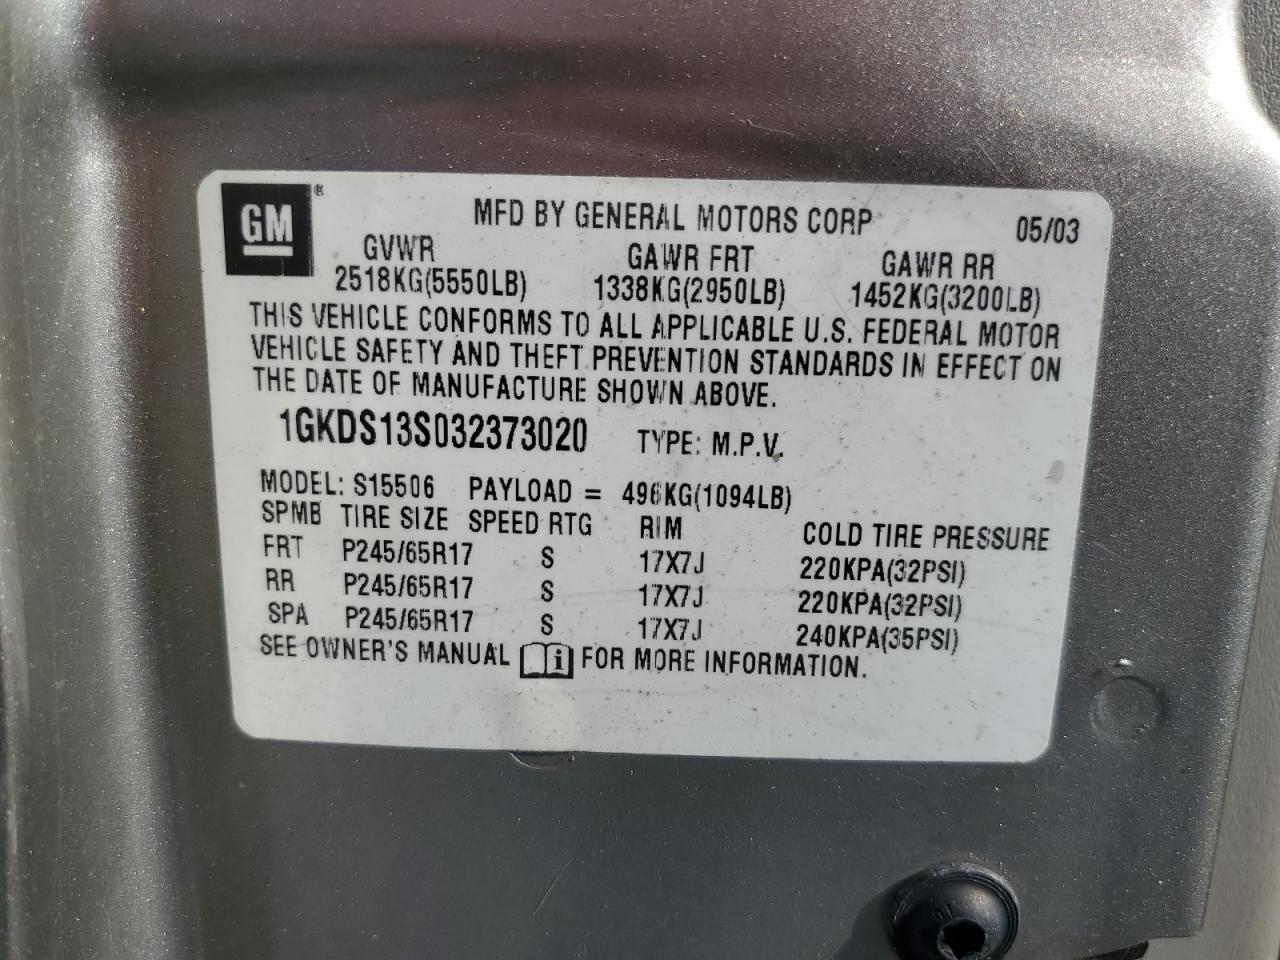 GM®
MFD BY GENERAL MOTORS CORP 05/03
GVWR GAWR FRT GAWR RR
2518KG(5550LB) 1338KG(2950LB) 1452KG(3200LB)
THIS VEHICLE CONFORMS TO ALL APPLICABLE U.S. FEDERAL MOTOR
VEHICLE SAFETY AND THEFT PREVENTION STANDARDS IN EFFECT ON
THE DATE OF MANUFACTURE SHOWN ABOVE.
1GKDS13S032373020 TYPE: M.P.V.
MODEL: S15506 PAYLOAD = 496KG(1094LB)
SPMB TIRE SIZE SPEED RTG RIM COLD TIRE PRESSURE
FRT P245/65R17 S 17X7J 220KPA(32PSI)
RR P245/65R17 S 17X7J 220KPA(32PSI)
SPA P245/65R17 S 17X7J 240KPA(35PSI)
SEE OWNER'S MANUAL i FOR MORE INFORMATION.